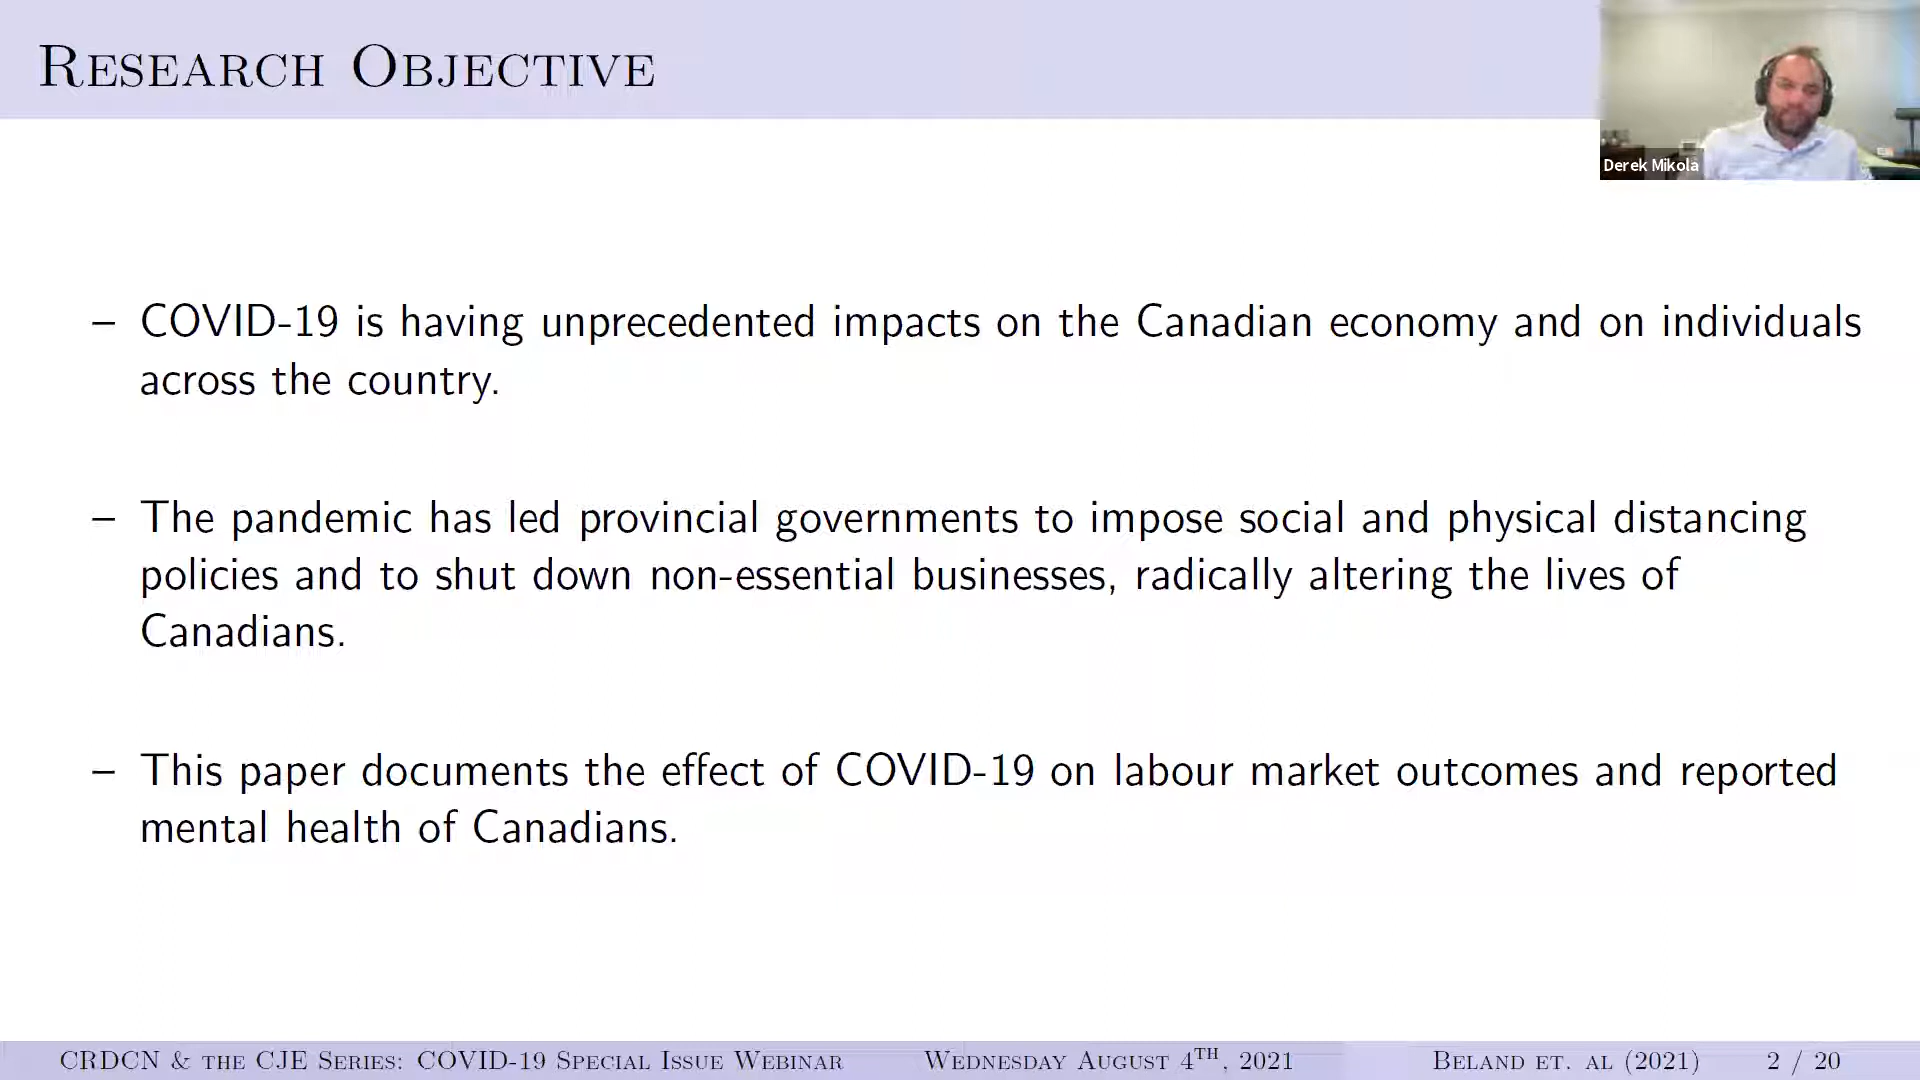 Research Objective
Derek Mikola
– COVID-19 is having unprecedented impacts on the Canadian economy and on individuals
across the country.
– The pandemic has led provincial governments to impose social and physical distancing
policies and to shut down non-essential businesses, radically altering the lives of
Canadians.
– This paper documents the effect of COVID-19 on labour market outcomes and reported
mental health of Canadians.
CRDCN & the CJE Series: COVID-19 Special Issue Webinar Wednesday August 4TH, 2021 Beland et. al (2021) 2 / 20